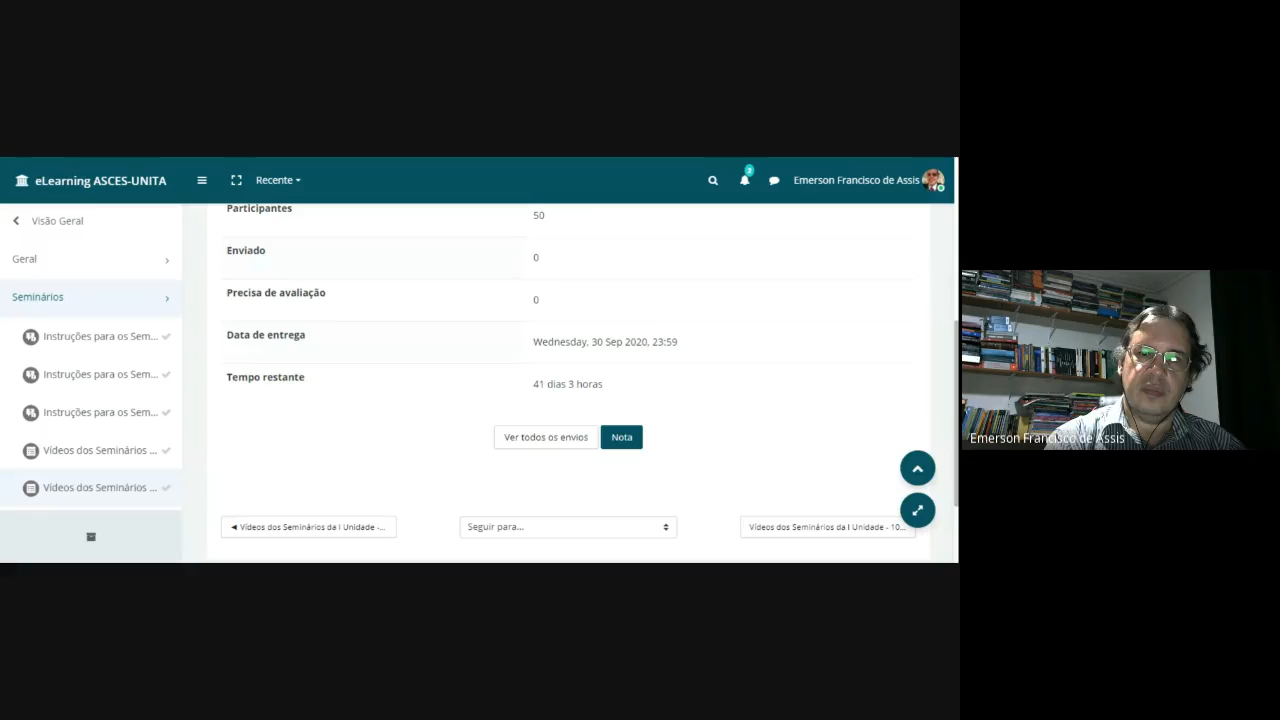 eLearning ASCES-UNITA
Recente
2
Emerson Francisco de Assis
Visão Geral
Geral
Seminários
Instruções para os Sem...
Instruções para os Sem...
Instruções para os Sem...
Vídeos dos Seminários ...
Vídeos dos Seminários ...
Participantes
50
Enviado
0
Precisa de avaliação
0
Data de entrega
Wednesday, 30 Sep 2020, 23:59
Tempo restante
41 dias 3 horas
Ver todos os envios
Nota
◄ Vídeos dos Seminários da I Unidade -...
Seguir para...
Vídeos dos Seminários da I Unidade - 10...
Emerson Francisco de Assis